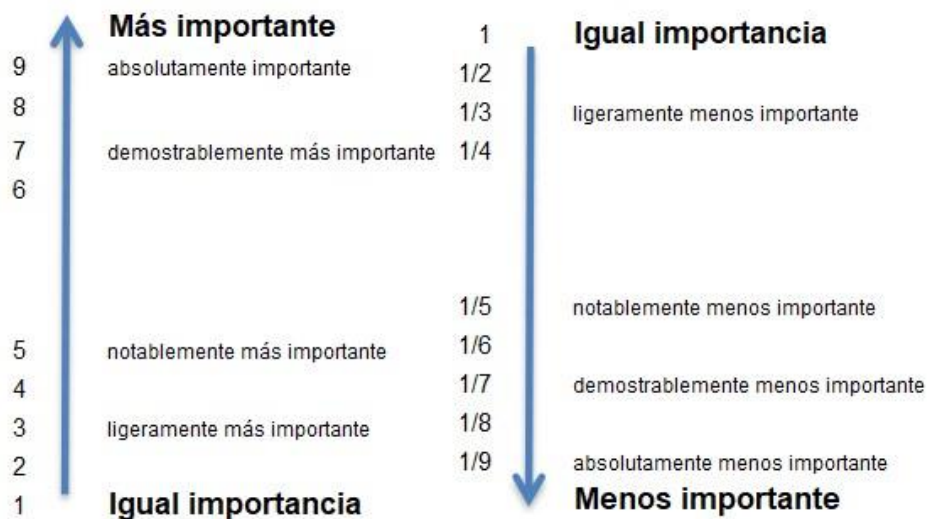 Más importante
9 absolutamente importante
8
7 demostrablemente más importante
6
5 notablemente más importante
4
3 ligeramente más importante
2
1 Igual importancia
1 Igual importancia
1/2
1/3 ligeramente menos importante
1/4
1/5 notablemente menos importante
1/6
1/7 demostrablemente menos importante
1/8
1/9 absolutamente menos importante
Menos importante